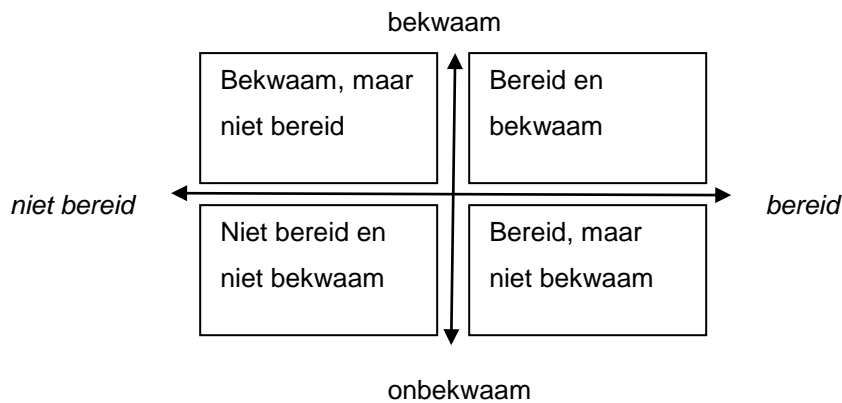 bekwaam
Bekwaam, maar
niet bereid
Bereid en
bekwaam
niet bereid
bereid
Niet bereid en
niet bekwaam
Bereid, maar
niet bekwaam
onbekwaam